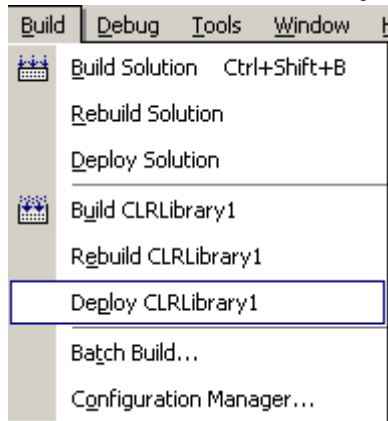 Build Debug Tools Window
Build Solution Ctrl+Shift+B
Rebuild Solution
Deploy Solution
Build CLRLibrary1
Rebuild CLRLibrary1
Deploy CLRLibrary1
Batch Build...
Configuration Manager...